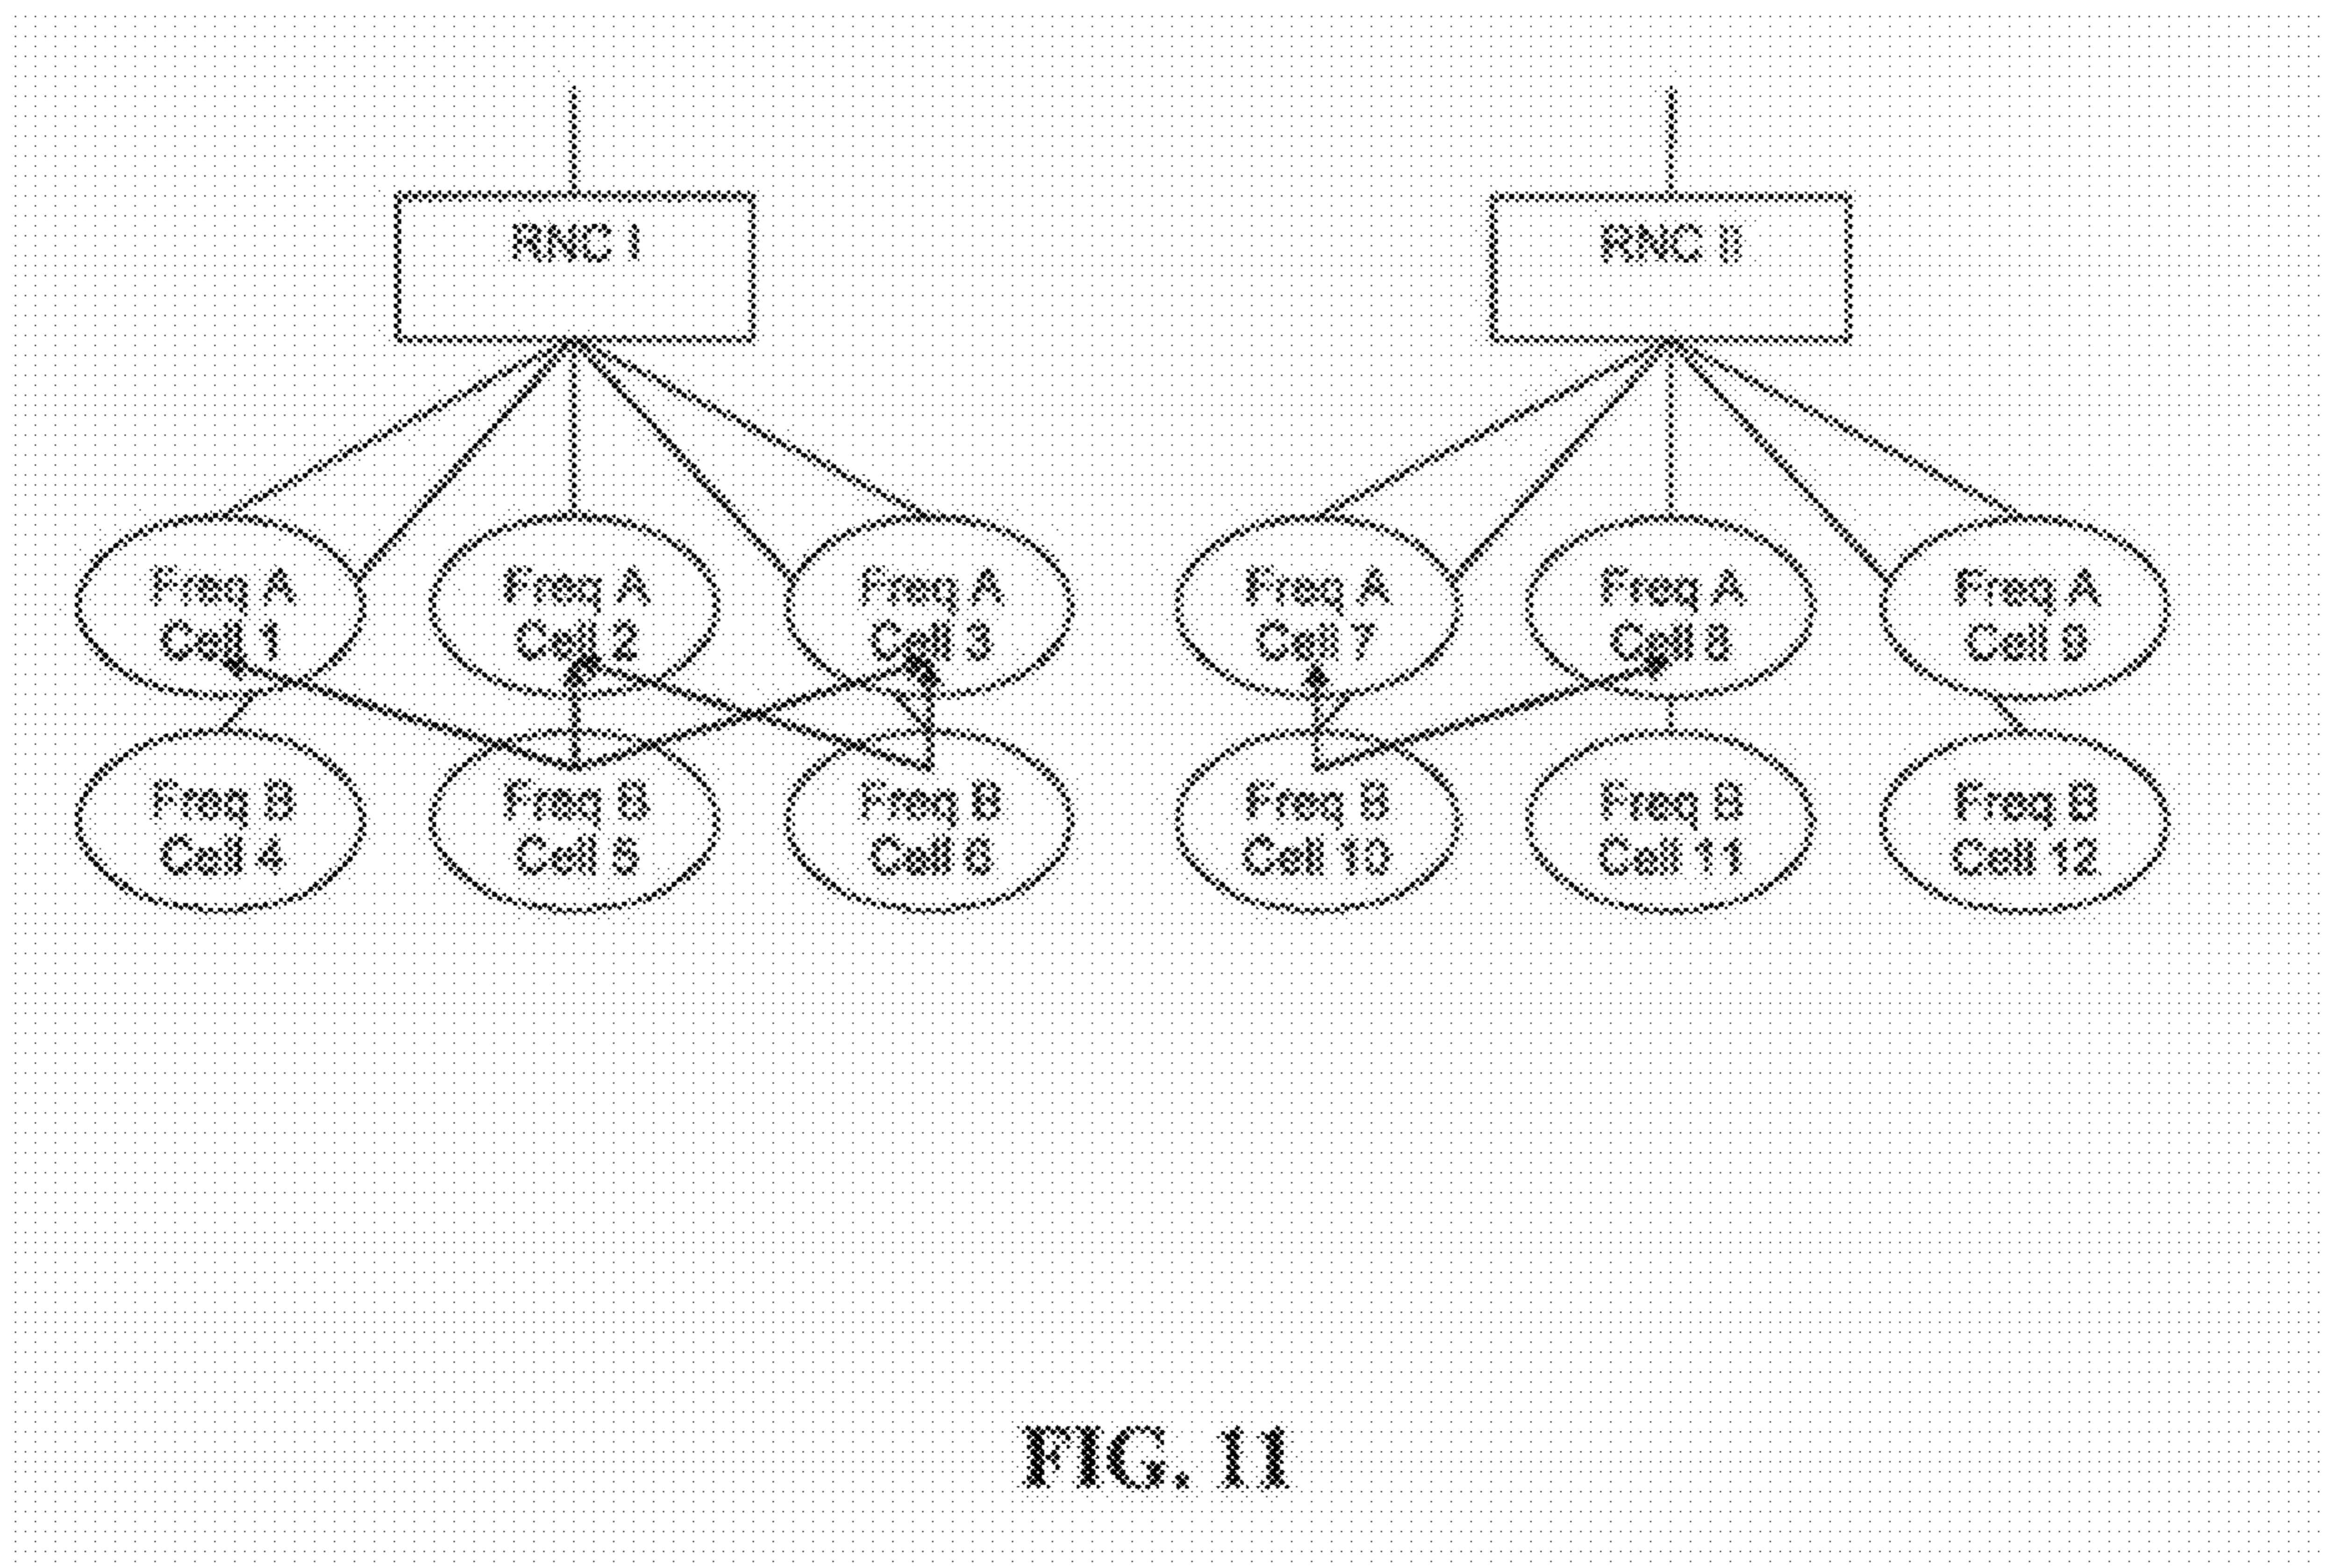 RNC I
RNC II
Freq A
Cell 1
Freq A
Cell 2
Freq A
Cell 3
Freq A
Cell 7
Freq A
Cell 8
Freq A
Cell 9
Freq B
Cell 4
Freq B
Cell 5
Freq B
Cell 6
Freq B
Cell 10
Freq B
Cell 11
Freq B
Cell 12
FIG. 11